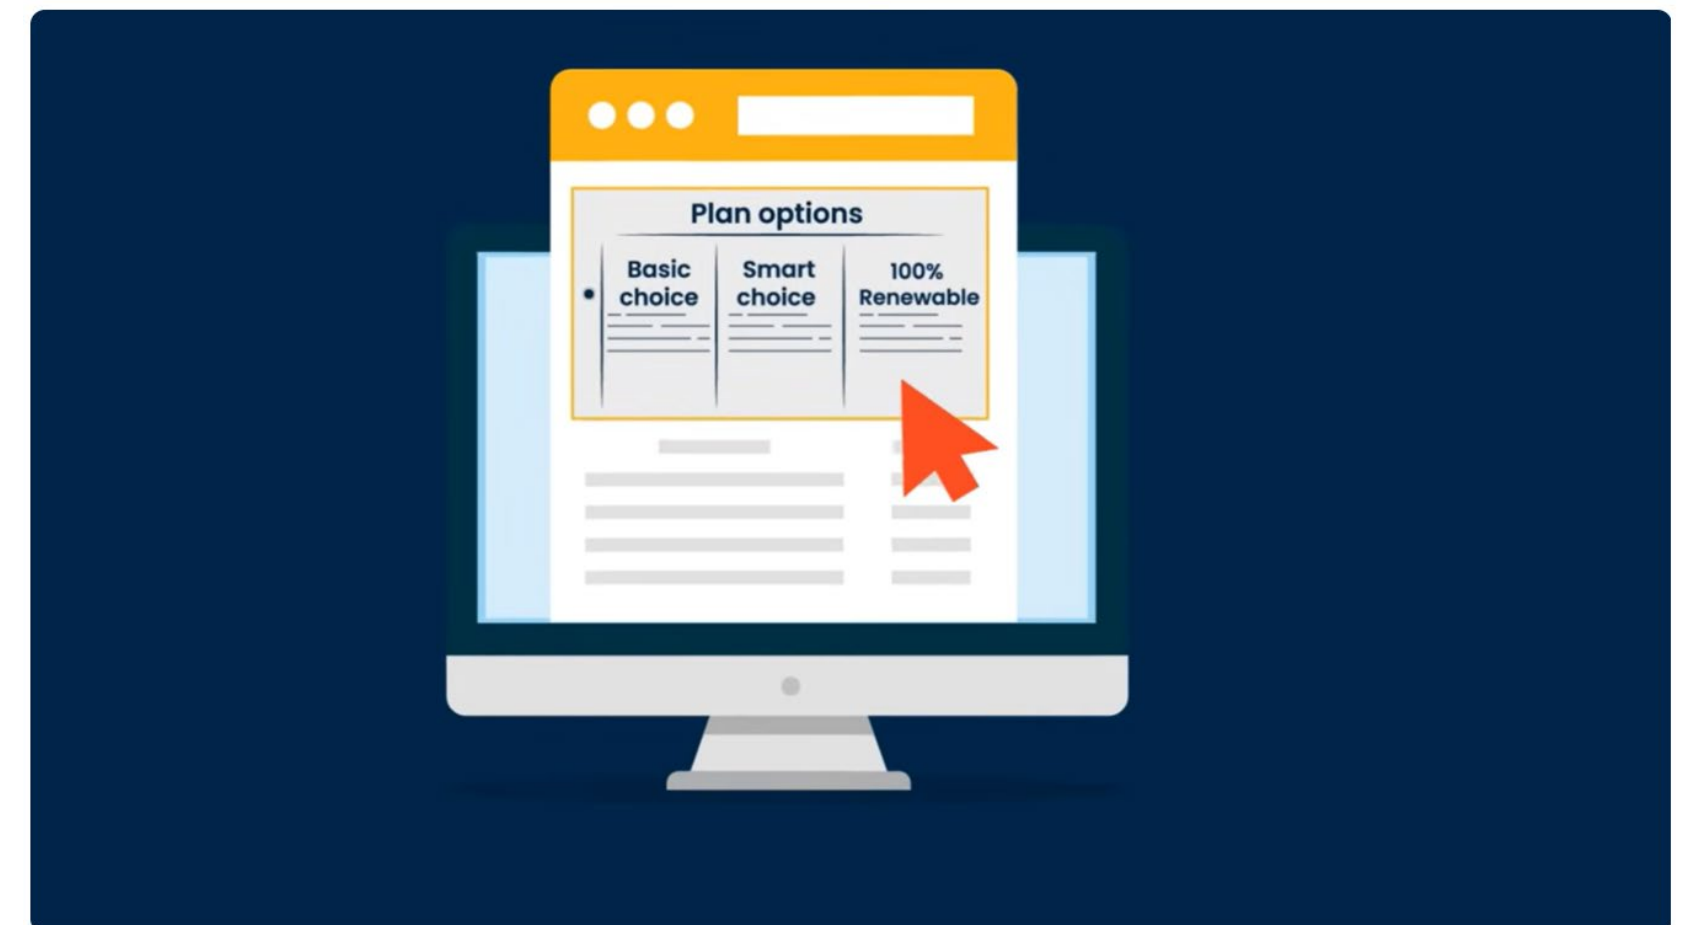 Plan options
Basic
choice
Smart
choice
100%
Renewable